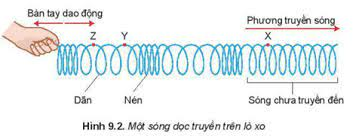 Bàn tay dao động
Phương truyền sóng
Z
Y
X
Dãn
Nén
Sóng chưa truyền đến
Hình 9.2. Một sóng dọc truyền trên lò xo